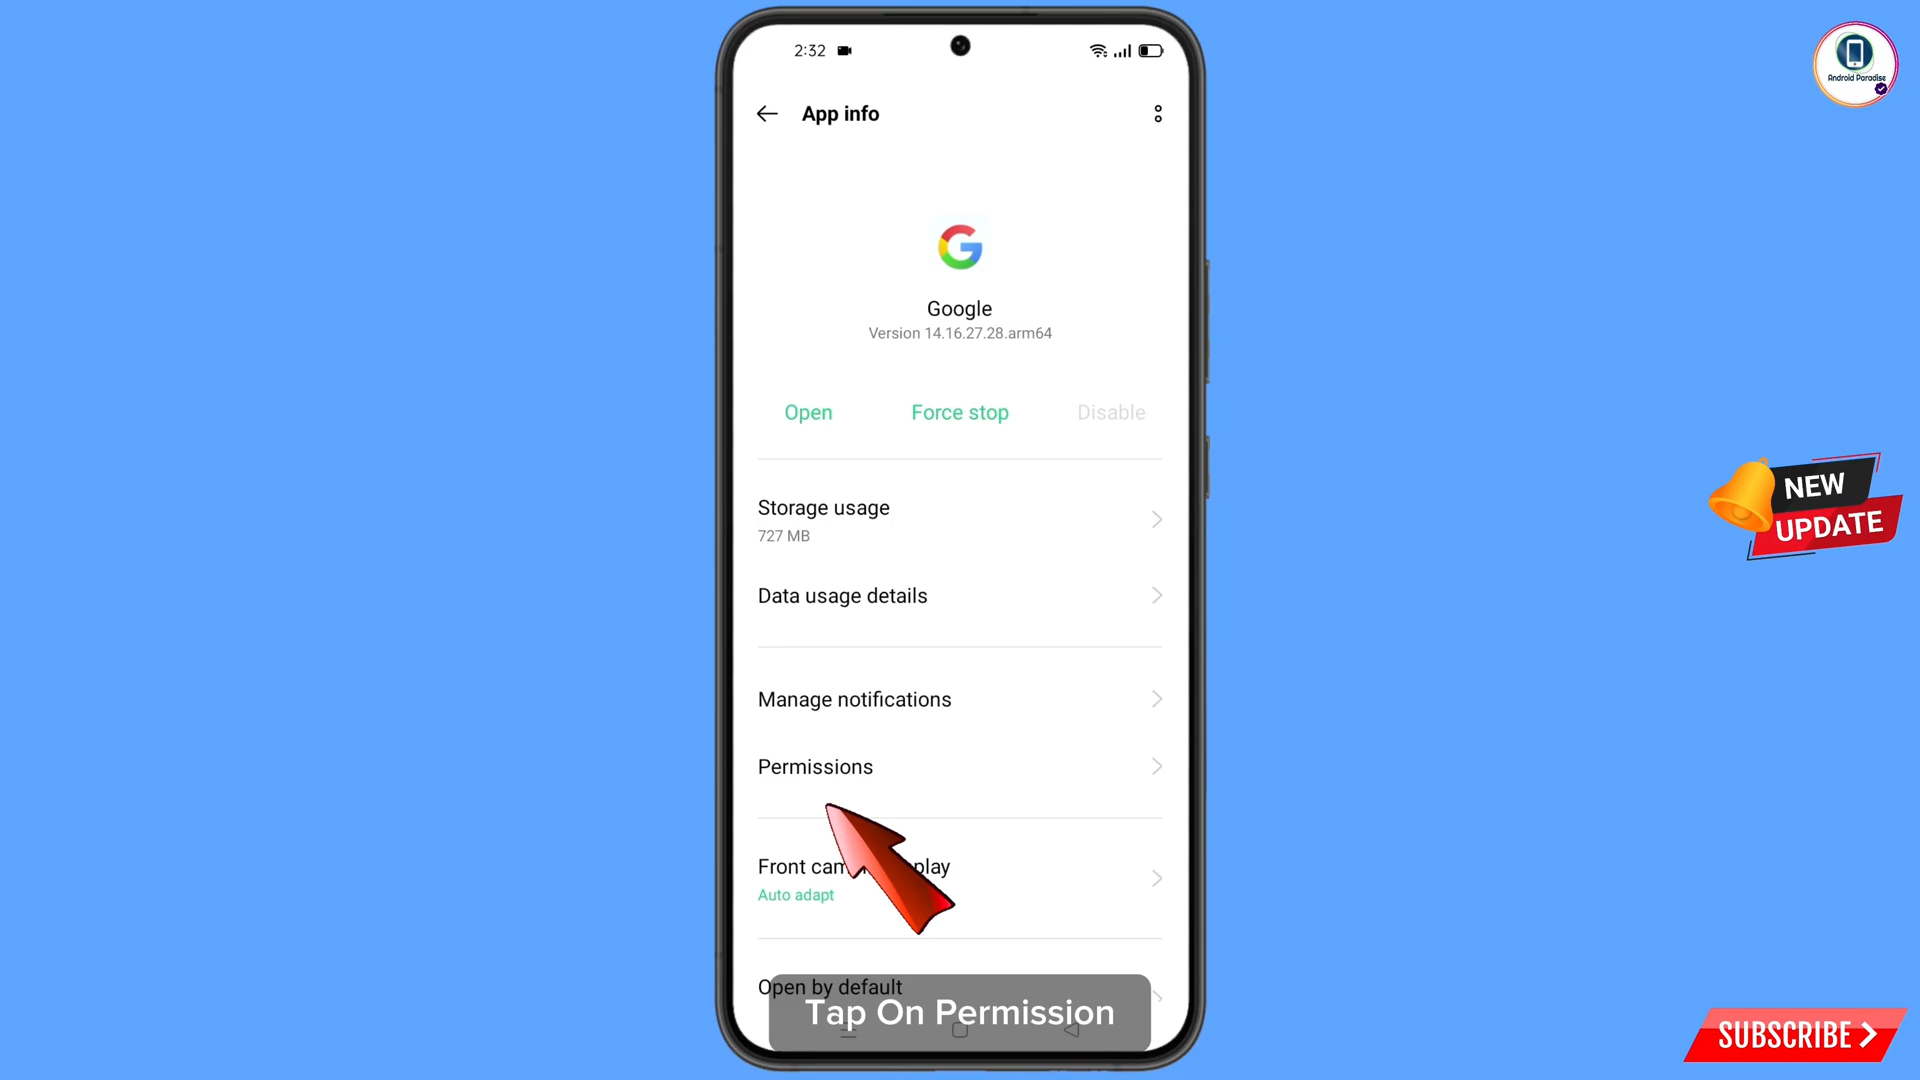 2:32
App info
Android Paradise
Google
Version 14.16.27.28.arm64
Open
Force stop
Disable
Storage usage
727 MB
Data usage details
Manage notifications
Permissions
Front cam
play
Auto adapt
Open by default
Tap On Permission
NEW
UPDATE
SUBSCRIBE